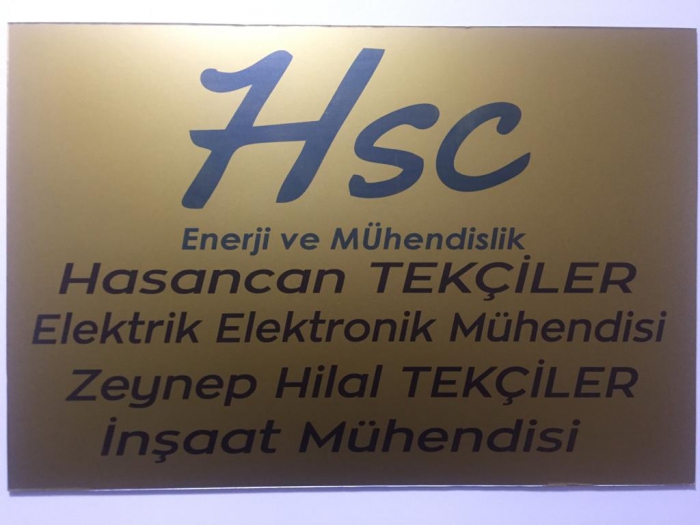 Hsc
Enerji ve MÜhendislik
Hasancan TEKÇİLER
Elektrik Elektronik Mühendisi
Zeynep Hilal TEKÇİLER
İnşaat Mühendisi